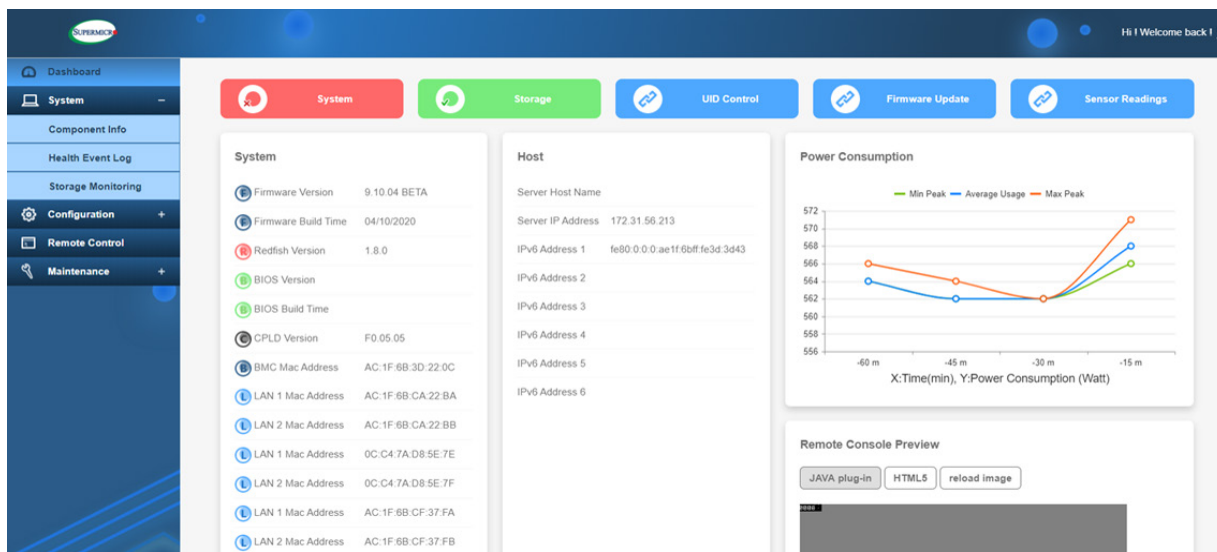 SUPERMICR
Hi ! Welcome back !
Dashboard
System −
Component Info
Health Event Log
Storage Monitoring
Configuration +
Remote Control
Maintenance +
System
Storage
UID Control
Firmware Update
Sensor Readings
System
F Firmware Version 9.10.04 BETA
F Firmware Build Time 04/10/2020
R Redfish Version 1.8.0
B BIOS Version
B BIOS Build Time
C CPLD Version F0.05.05
B BMC Mac Address AC:1F:6B:3D:22:0C
L LAN 1 Mac Address AC:1F:6B:CA:22:BA
L LAN 2 Mac Address AC:1F:6B:CA:22:BB
L LAN 1 Mac Address 0C:C4:7A:D8:5E:7E
L LAN 2 Mac Address 0C:C4:7A:D8:5E:7F
L LAN 1 Mac Address AC:1F:6B:CF:37:FA
L LAN 2 Mac Address AC:1F:6B:CF:37:FB
Host
Server Host Name
Server IP Address 172.31.56.213
IPv6 Address 1 fe80:0:0:0:ae1f:6bff:fe3d:3d43
IPv6 Address 2
IPv6 Address 3
IPv6 Address 4
IPv6 Address 5
IPv6 Address 6
Power Consumption
Min Peak Average Usage Max Peak
572
570
568
566
564
562
560
558
556
-60 m -45 m -30 m -15 m
X:Time(min), Y:Power Consumption (Watt)
Remote Console Preview
JAVA plug-in HTML5 reload image